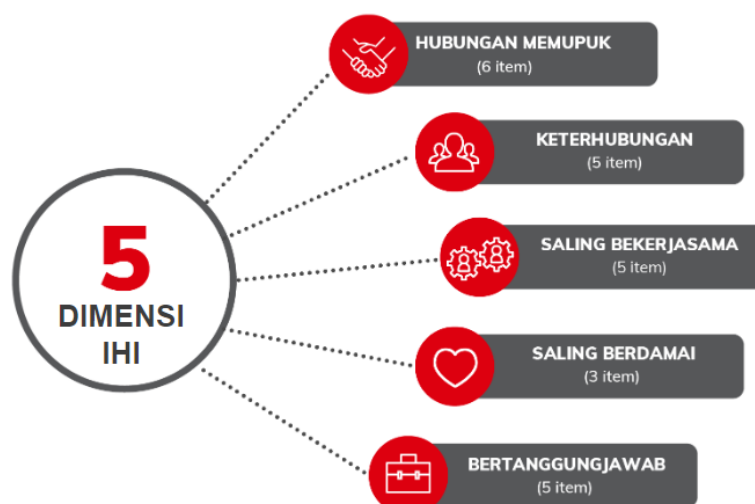 5
DIMENSI
IHI
HUBUNGAN MEMUPUK
(6 item)
KETERHUBUNGAN
(5 item)
SALING BEKERJASAMA
(5 item)
SALING BERDAMAI
(3 item)
BERTANGGUNGJAWAB
(5 item)